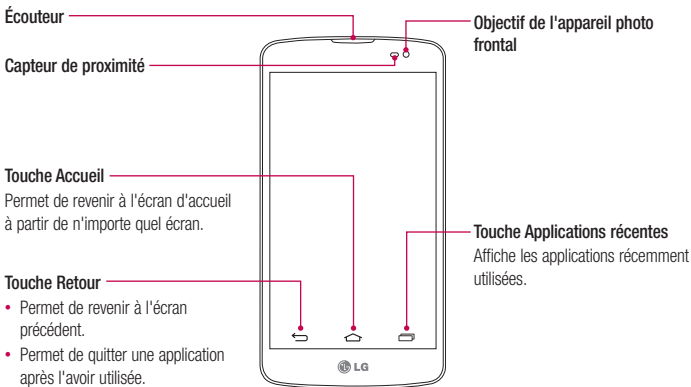 Écouteur
Capteur de proximité
Touche Accueil
Permet de revenir à l'écran d'accueil
à partir de n'importe quel écran.
Touche Retour
• Permet de revenir à l'écran
précédent.
• Permet de quitter une application
après l'avoir utilisée.
Objectif de l'appareil photo
frontal
Touche Applications récentes
Affiche les applications récemment
utilisées.
LG